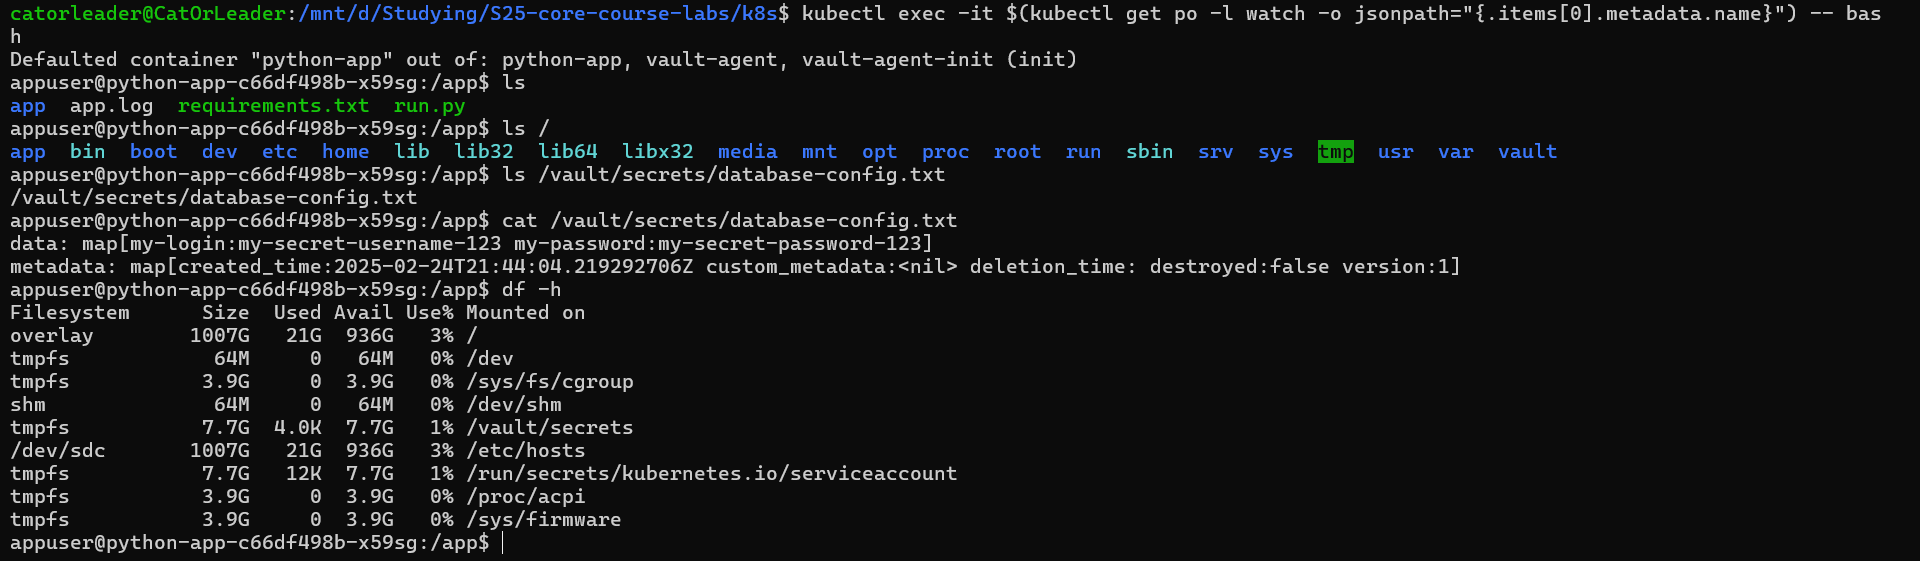 catorleader@CatOrLeader:/mnt/d/Studying/S25-core-course-labs/k8s$ kubectl exec -it $(kubectl get po -l watch -o jsonpath="{.items[0].metadata.name}") -- bas
h
Defaulted container "python-app" out of: python-app, vault-agent, vault-agent-init (init)
appuser@python-app-c66df498b-x59sg:/app$ ls
app  app.log  requirements.txt  run.py
appuser@python-app-c66df498b-x59sg:/app$ ls /
app  bin  boot  dev  etc  home  lib  lib32  lib64  libx32  media  mnt  opt  proc  root  run  sbin  srv  sys  tmp  usr  var  vault
appuser@python-app-c66df498b-x59sg:/app$ ls /vault/secrets/database-config.txt
/vault/secrets/database-config.txt
appuser@python-app-c66df498b-x59sg:/app$ cat /vault/secrets/database-config.txt
data: map[my-login:my-secret-username-123 my-password:my-secret-password-123]
metadata: map[created_time:2025-02-24T21:44:04.219292706Z custom_metadata:<nil> deletion_time: destroyed:false version:1]
appuser@python-app-c66df498b-x59sg:/app$ df -h
Filesystem      Size  Used Avail Use% Mounted on
overlay        1007G   21G  936G   3% /
tmpfs            64M     0   64M   0% /dev
tmpfs           3.9G     0  3.9G   0% /sys/fs/cgroup
shm              64M     0   64M   0% /dev/shm
tmpfs           7.7G  4.0K  7.7G   1% /vault/secrets
/dev/sdc       1007G   21G  936G   3% /etc/hosts
tmpfs           7.7G   12K  7.7G   1% /run/secrets/kubernetes.io/serviceaccount
tmpfs           3.9G     0  3.9G   0% /proc/acpi
tmpfs           3.9G     0  3.9G   0% /sys/firmware
appuser@python-app-c66df498b-x59sg:/app$